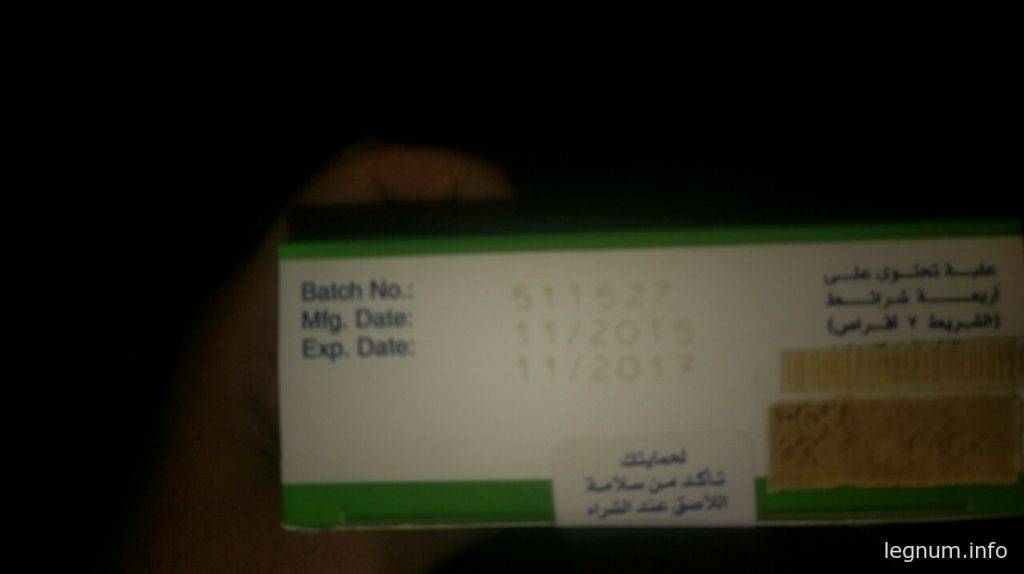 Batch No.: 511527
Mfg. Date: 11/2015
Exp. Date: 11/2017
علبة تحتوى على
أربعة شرائط
(الشريط ٧ أقراص)
لحمايتك
تأكد من سلامة
اللاصق عند الشراء
legnum.info